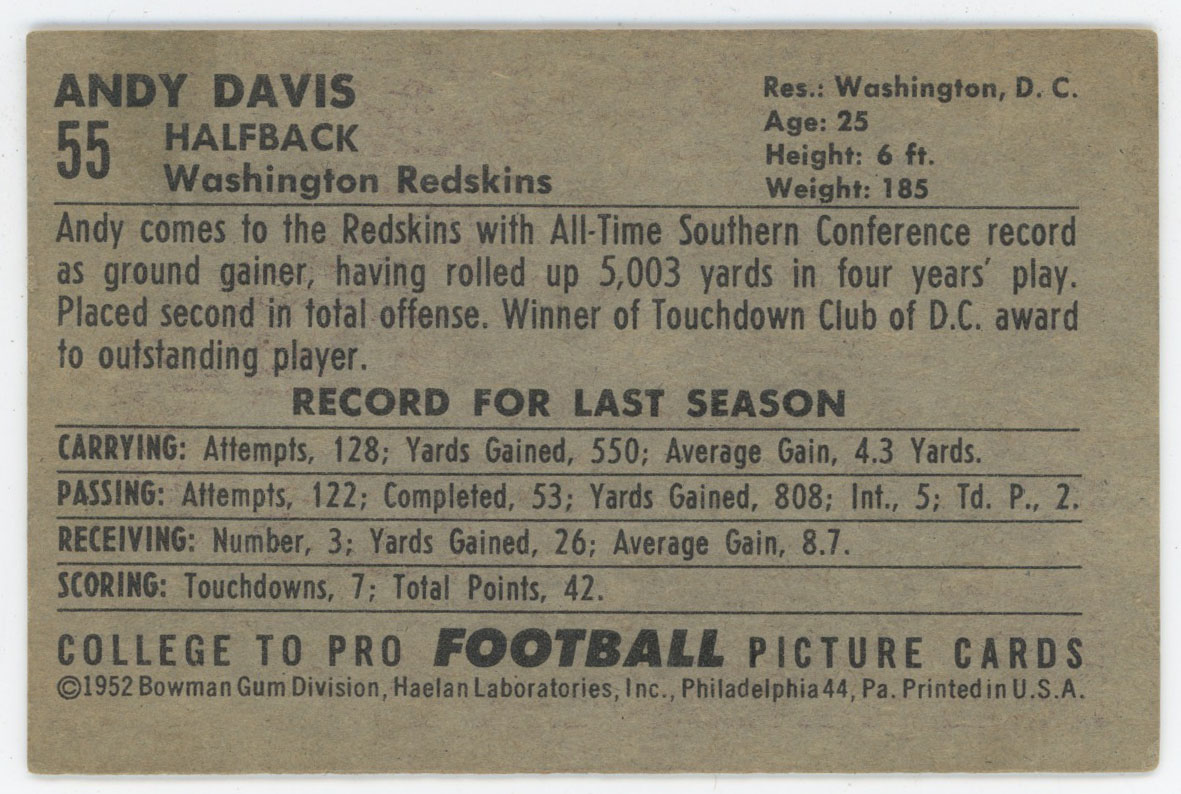 ANDY DAVIS
55
HALFBACK
Washington Redskins
Res.: Washington, D. C.
Age: 25
Height: 6 ft.
Weight: 185
Andy comes to the Redskins with All-Time Southern Conference record
as ground gainer, having rolled up 5,003 yards in four years' play.
Placed second in total offense. Winner of Touchdown Club of D.C. award
to outstanding player.
RECORD FOR LAST SEASON
CARRYING: Attempts, 128; Yards Gained, 550; Average Gain, 4.3 Yards.
PASSING: Attempts, 122; Completed, 53; Yards Gained, 808; Int., 5; Td. P., 2.
RECEIVING: Number, 3; Yards Gained, 26; Average Gain, 8.7.
SCORING: Touchdowns, 7; Total Points, 42.
COLLEGE TO PRO FOOTBALL PICTURE CARDS
©1952 Bowman Gum Division, Haelan Laboratories, Inc., Philadelphia 44, Pa. Printed in U.S.A.